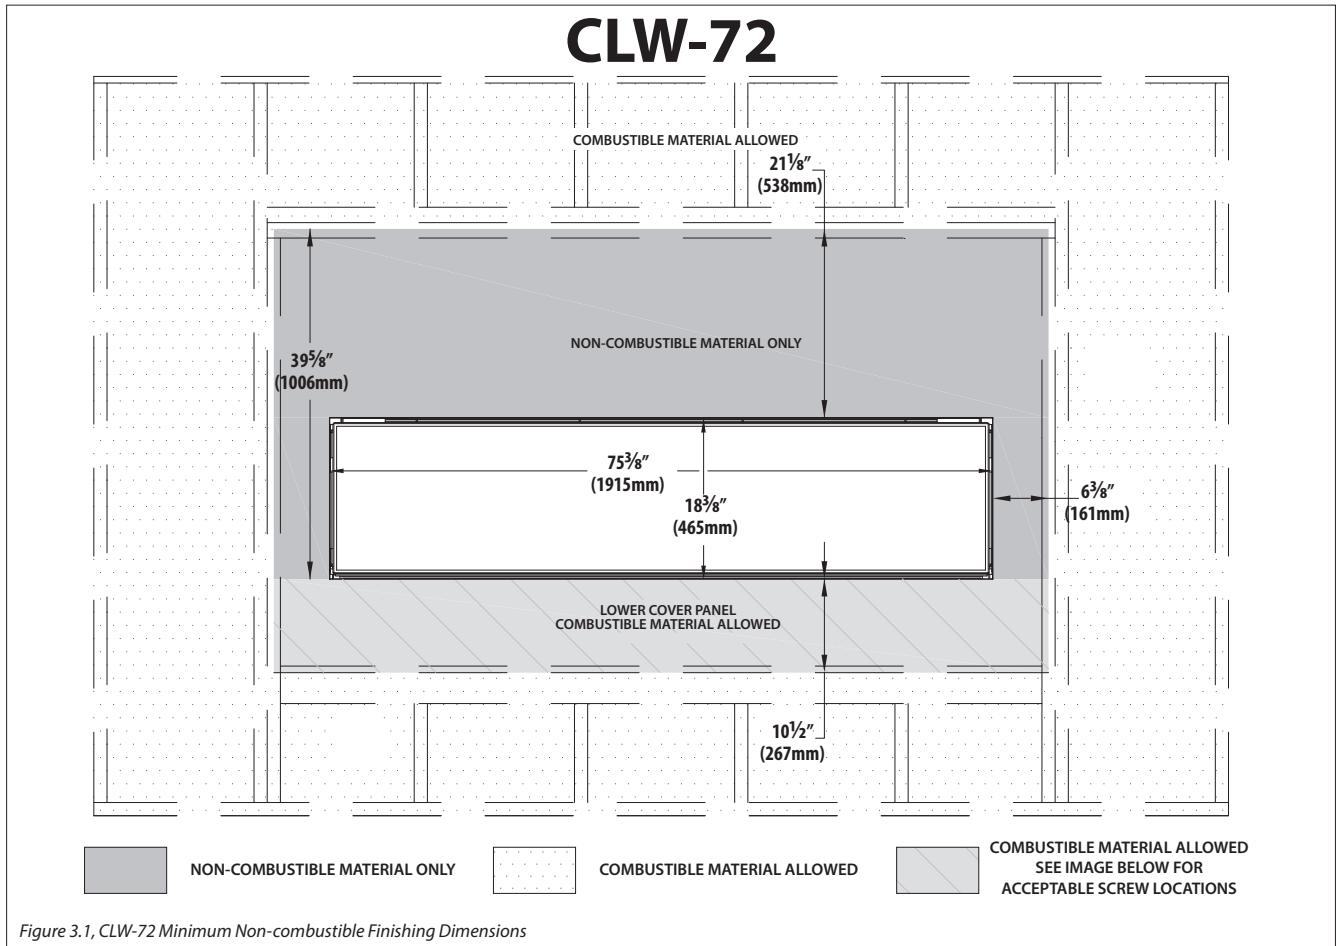 CLW-72
COMBUSTIBLE MATERIAL ALLOWED
21⅛"
(538mm)
NON-COMBUSTIBLE MATERIAL ONLY
39⅝"
(1006mm)
75⅜"
(1915mm)
18⅜"
(465mm)
6⅜"
(161mm)
LOWER COVER PANEL
COMBUSTIBLE MATERIAL ALLOWED
10½"
(267mm)
NON-COMBUSTIBLE MATERIAL ONLY
COMBUSTIBLE MATERIAL ALLOWED
COMBUSTIBLE MATERIAL ALLOWED
SEE IMAGE BELOW FOR
ACCEPTABLE SCREW LOCATIONS
Figure 3.1, CLW-72 Minimum Non-combustible Finishing Dimensions